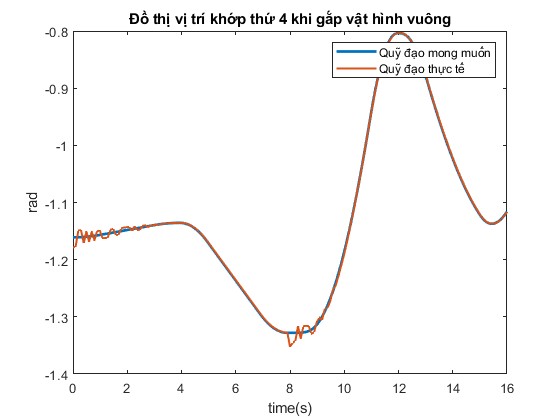 Đồ thị vị trí khớp thứ 4 khi gắp vật hình vuông
Quỹ đạo mong muốn
Quỹ đạo thực tế
-0.8
-0.9
-1
-1.1
-1.2
-1.3
-1.4
rad
0 2 4 6 8 10 12 14 16
time(s)